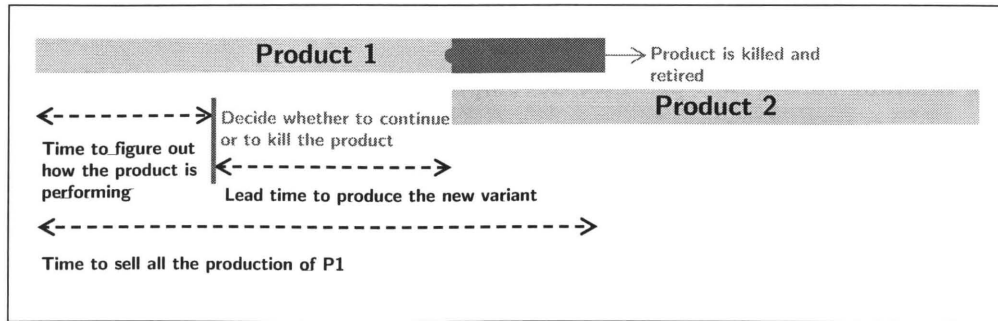 Product 1
Product is killed and
retired
Product 2
Decide whether to continue
or to kill the product
Time to figure out
how the product is
performing
Lead time to produce the new variant
Time to sell all the production of P1